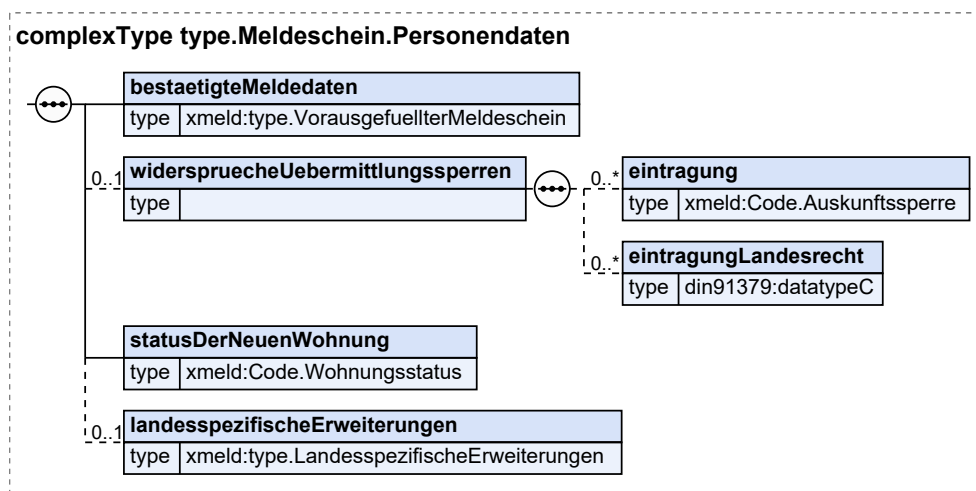 complexType type.Meldeschein.Personendaten
bestaetigteMeldedaten
type xmeld:type.VorausgefuellterMeldeschein
0..1 widerspruecheUebermittlungssperren
type
0..* eintragung
type xmeld:Code.Auskunftssperre
0..* eintragungLandesrecht
type din91379:datatypeC
statusDerNeuenWohnung
type xmeld:Code.Wohnungsstatus
0..1 landesspezifischeErweiterungen
type xmeld:type.LandesspezifischeErweiterungen